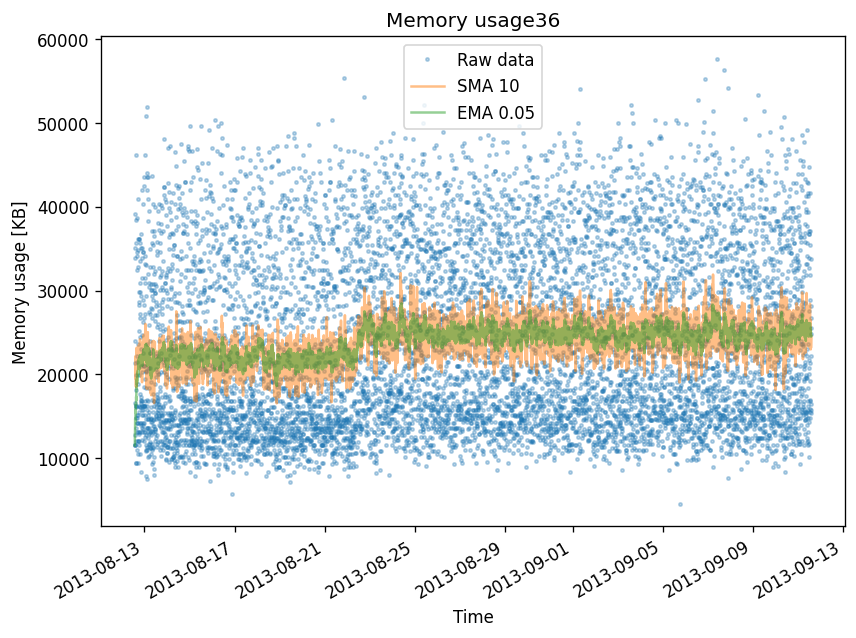 Memory usage36
60000
50000
40000
30000
20000
10000
Memory usage [KB]
Raw data
SMA 10
EMA 0.05
2013-08-13
2013-08-17
2013-08-21
2013-08-25
2013-08-29
2013-09-01
2013-09-05
2013-09-09
2013-09-13
Time